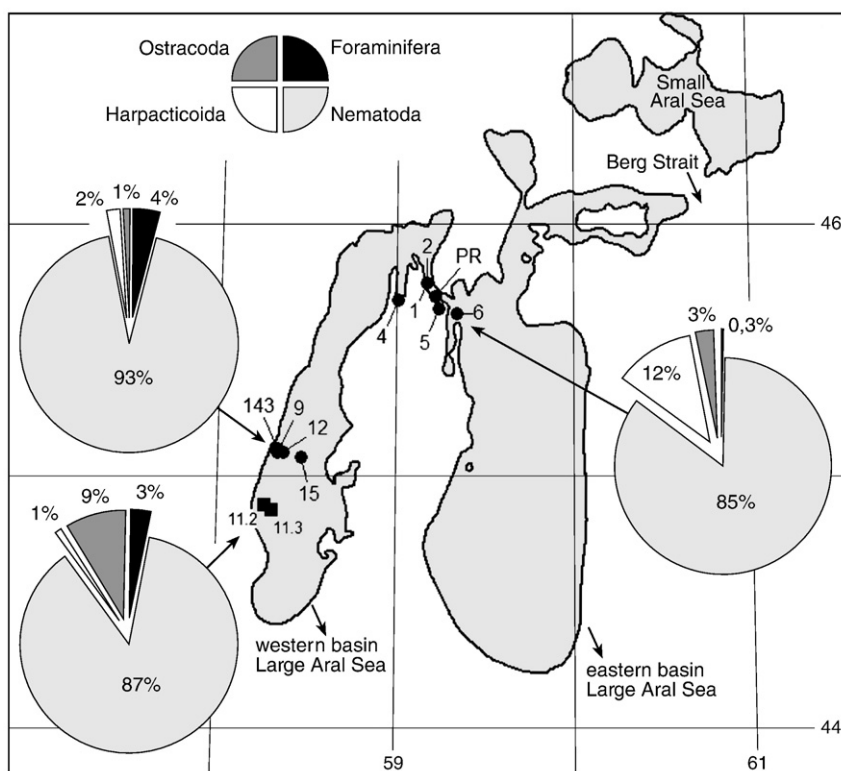 Ostracoda
Foraminifera
Harpacticoida
Nematoda
Small
Aral Sea
Berg Strait
46
2%
1%
4%
93%
2
PR
1
4
5
6
3%
0,3%
12%
85%
143
9
12
15
11.2
11.3
1%
9%
3%
87%
western basin
Large Aral Sea
eastern basin
Large Aral Sea
44
59
61